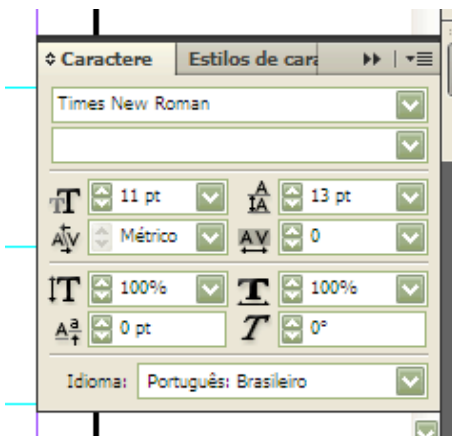 Caractere Estilos de cara
Times New Roman
11 pt 13 pt
Métrico 0
100% 100%
0 pt 0°
Idioma: Português: Brasileiro